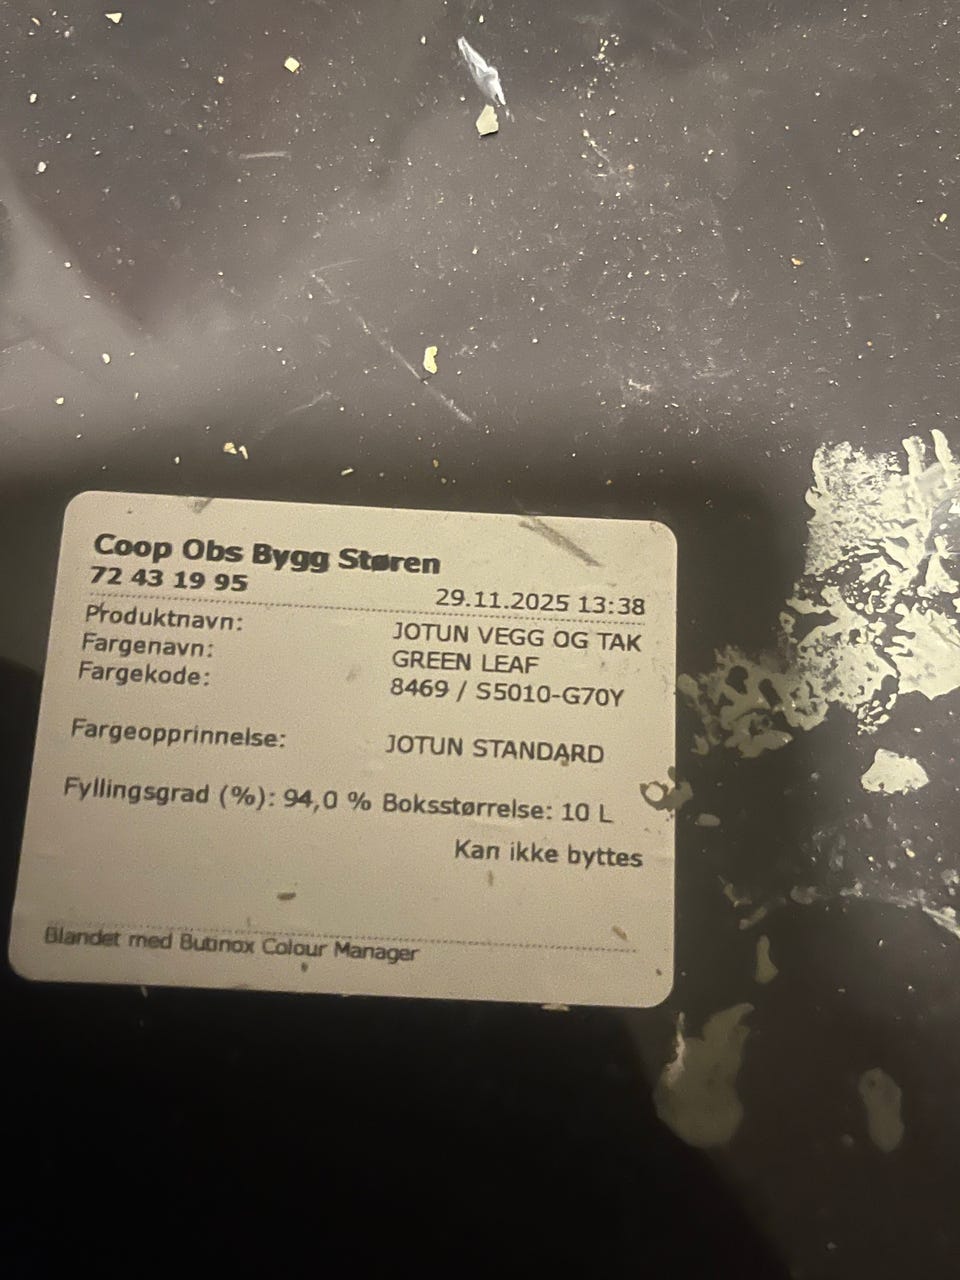 Coop Obs Bygg Støren
72 43 19 95
29.11.2025 13:38
Produktnavn: JOTUN VEGG OG TAK
Fargenavn: GREEN LEAF
Fargekode: 8469 / S5010-G70Y
Fargeopprinnelse: JOTUN STANDARD
Fyllingsgrad (%): 94,0 % Boksstørrelse: 10 L
Kan ikke byttes
Blandet med Butinox Colour Manager